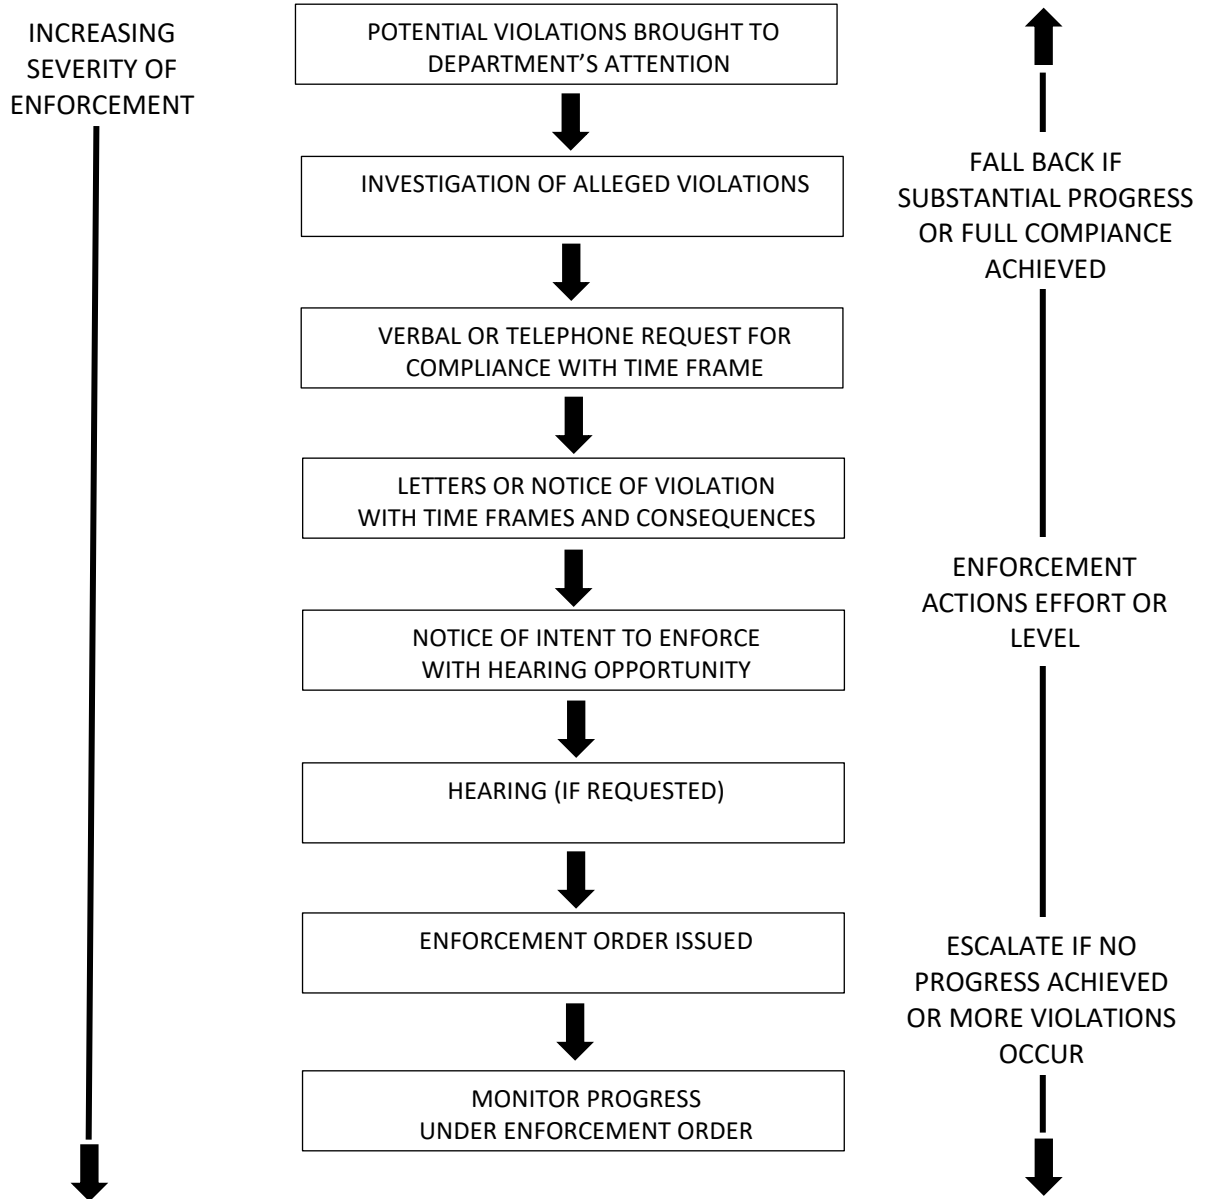 INCREASING
SEVERITY OF
ENFORCEMENT
POTENTIAL VIOLATIONS BROUGHT TO
DEPARTMENT’S ATTENTION
INVESTIGATION OF ALLEGED VIOLATIONS
VERBAL OR TELEPHONE REQUEST FOR
COMPLIANCE WITH TIME FRAME
LETTERS OR NOTICE OF VIOLATION
WITH TIME FRAMES AND CONSEQUENCES
NOTICE OF INTENT TO ENFORCE
WITH HEARING OPPORTUNITY
HEARING (IF REQUESTED)
ENFORCEMENT ORDER ISSUED
MONITOR PROGRESS
UNDER ENFORCEMENT ORDER
FALL BACK IF
SUBSTANTIAL PROGRESS
OR FULL COMPIANCE
ACHIEVED
ENFORCEMENT
ACTIONS EFFORT OR
LEVEL
ESCALATE IF NO
PROGRESS ACHIEVED
OR MORE VIOLATIONS
OCCUR